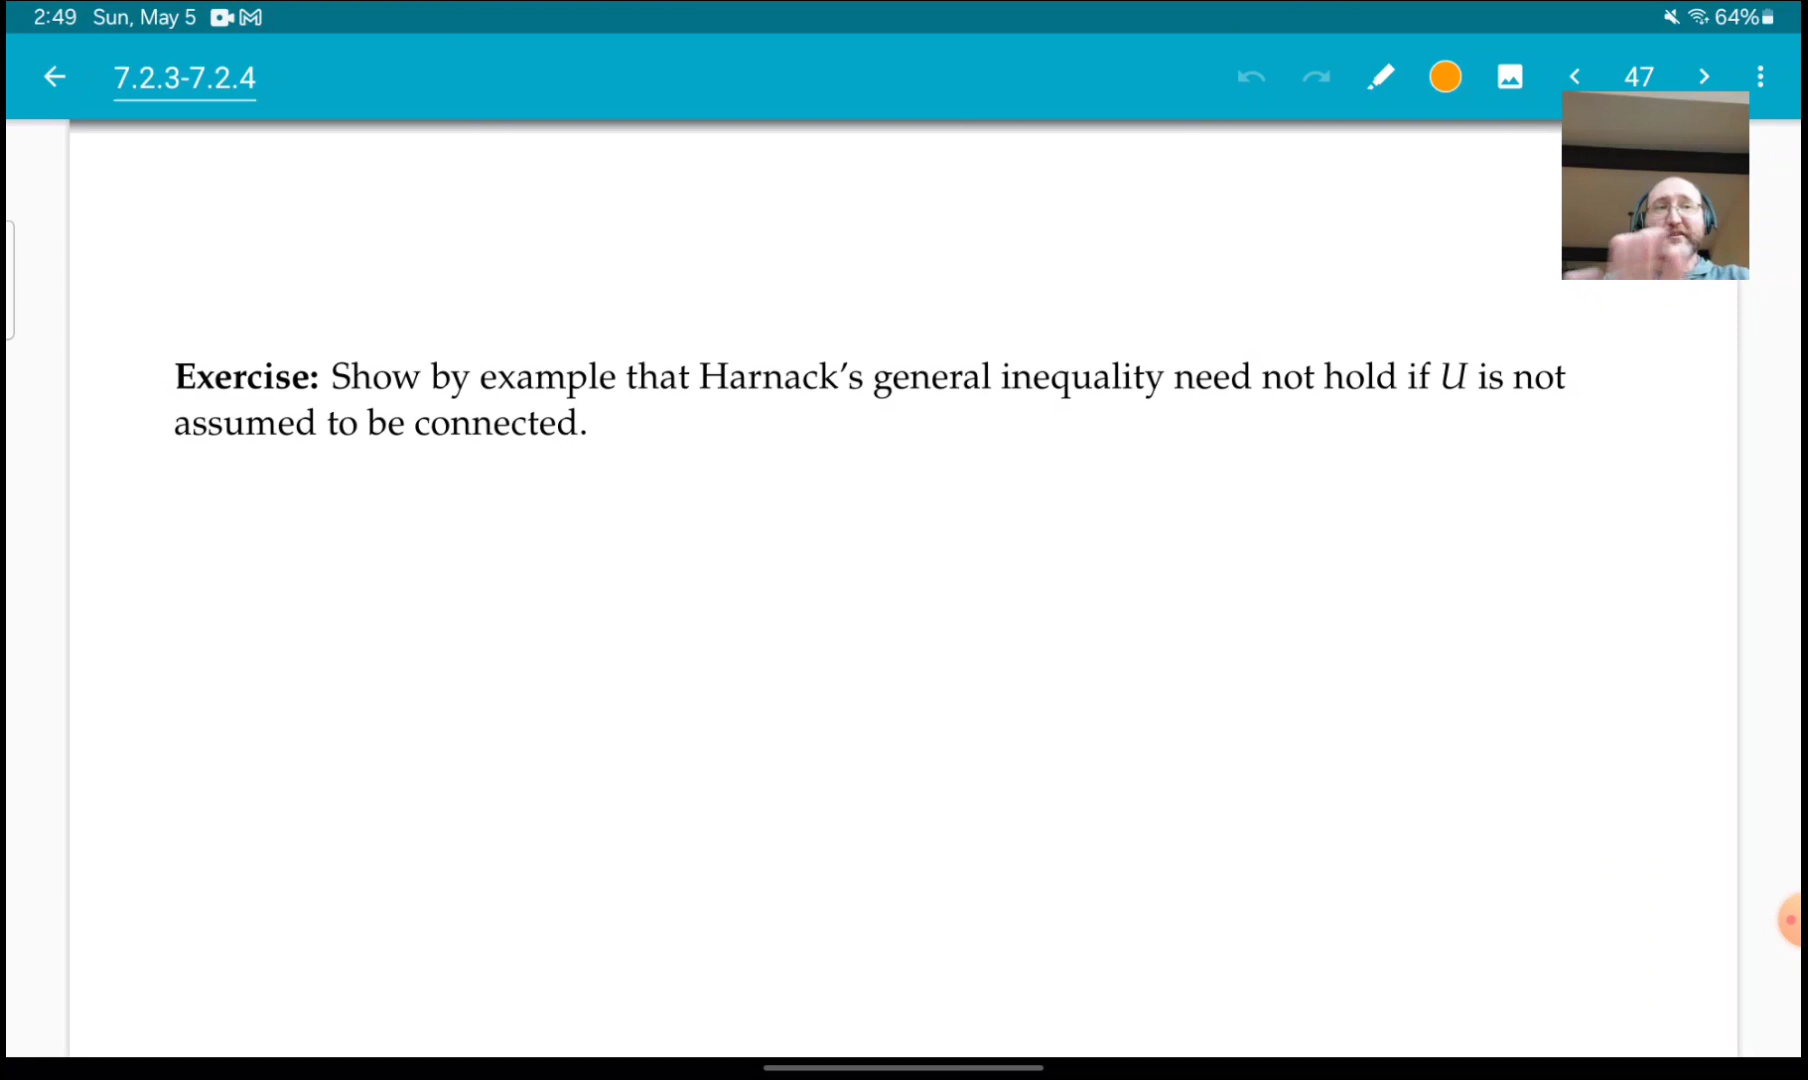 2:49 Sun, May 5 64%
7.2.3-7.2.4 47
Exercise: Show by example that Harnack's general inequality need not hold if U is not
assumed to be connected.